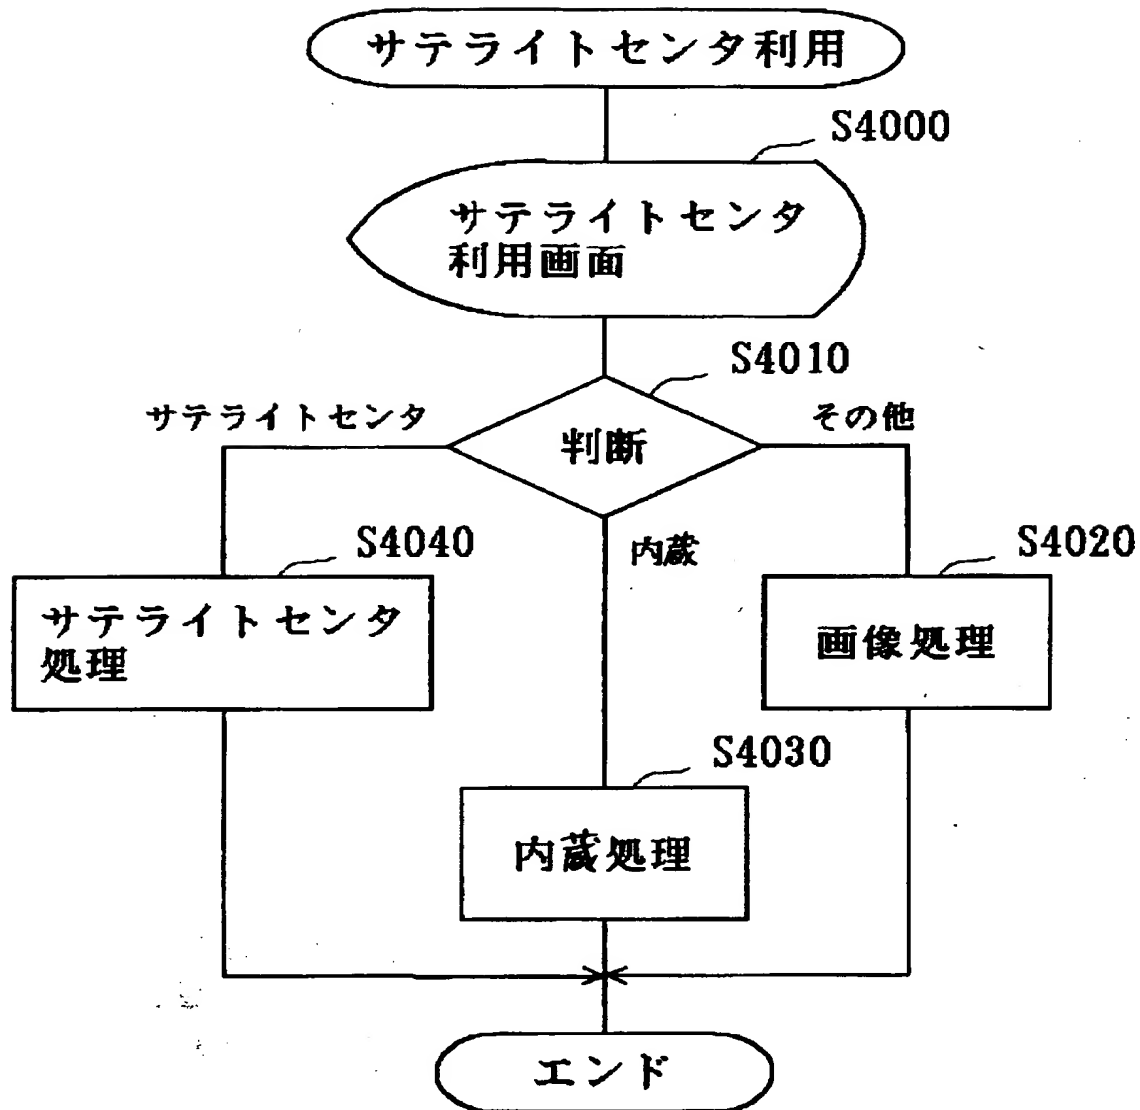 サテライトセンタ利用
S4000
サテライトセンタ
利用画面
S4010
サテライトセンタ
判断
その他
内蔵
S4040
S4020
サテライトセンタ
処理
画像処理
S4030
内蔵処理
エンド